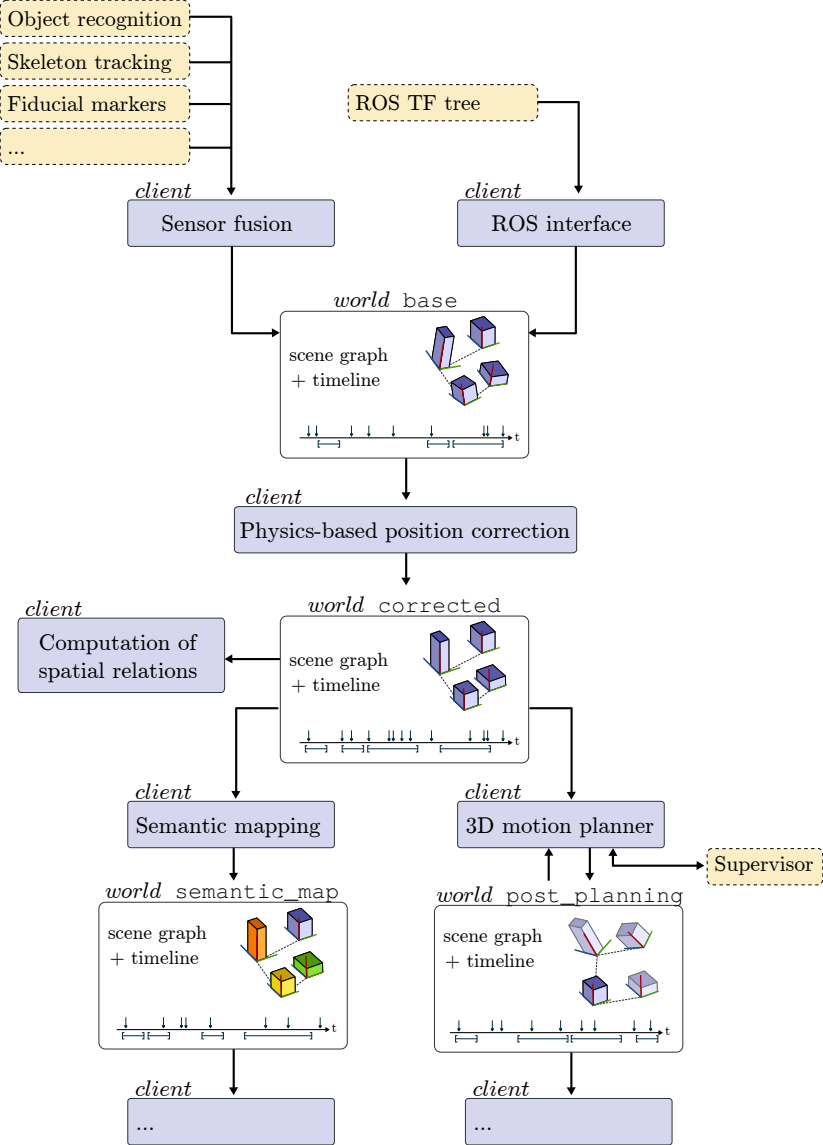 Object recognition
Skeleton tracking
Fiducial markers
...
ROS TF tree
client
Sensor fusion
client
ROS interface
world base
scene graph
+ timeline
t
client
Physics-based position correction
world corrected
client
Computation of
spatial relations
scene graph
+ timeline
t
client
Semantic mapping
client
3D motion planner
Supervisor
world semantic_map
scene graph
+ timeline
t
world post_planning
scene graph
+ timeline
t
client
...
client
...